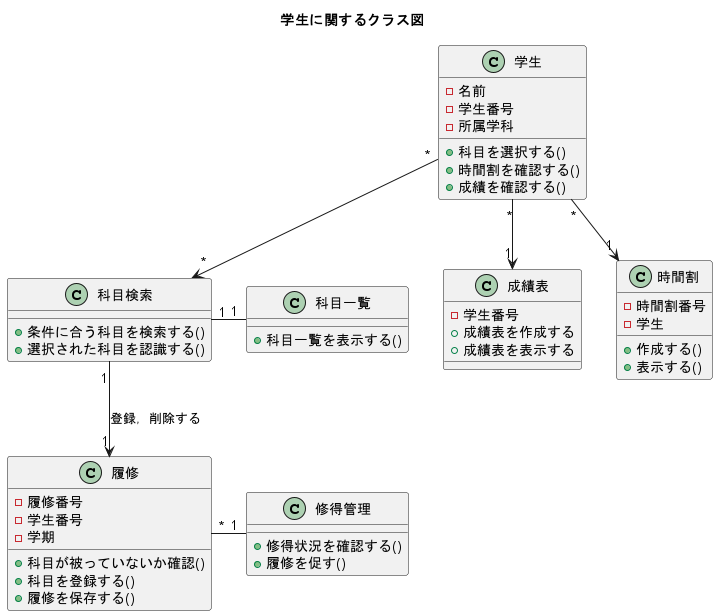 学生に関するクラス図
C 学生
名前
学生番号
所属学科
科目を選択する()
時間割を確認する()
成績を確認する()
*
*
*
*
1
1
C 科目検索
条件に合う科目を検索する()
選択された科目を認識する()
1 1
C 科目一覧
科目一覧を表示する()
C 成績表
学生番号
成績表を作成する
成績表を表示する
C 時間割
時間割番号
学生
作成する()
表示する()
1
登録，削除する
1
C 履修
履修番号
学生番号
学期
科目が被っていないか確認()
科目を登録する()
履修を保存する()
* 1
C 修得管理
修得状況を確認する()
履修を促す()